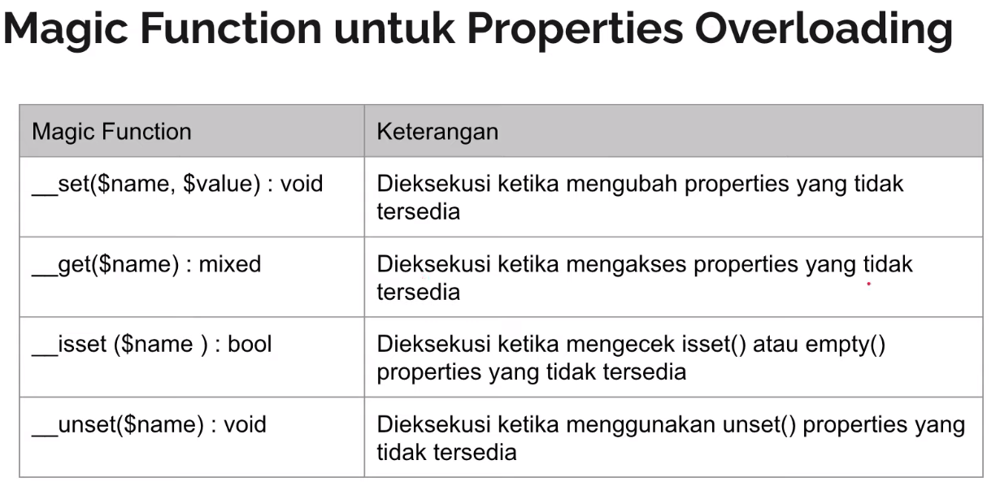 Magic Function untuk Properties Overloading
Magic Function
Keterangan
__set($name, $value) : void
Dieksekusi ketika mengubah properties yang tidak
tersedia
__get($name) : mixed
Dieksekusi ketika mengakses properties yang tidak
tersedia
__isset ($name ) : bool
Dieksekusi ketika mengecek isset() atau empty()
properties yang tidak tersedia
__unset($name) : void
Dieksekusi ketika menggunakan unset() properties yang
tidak tersedia